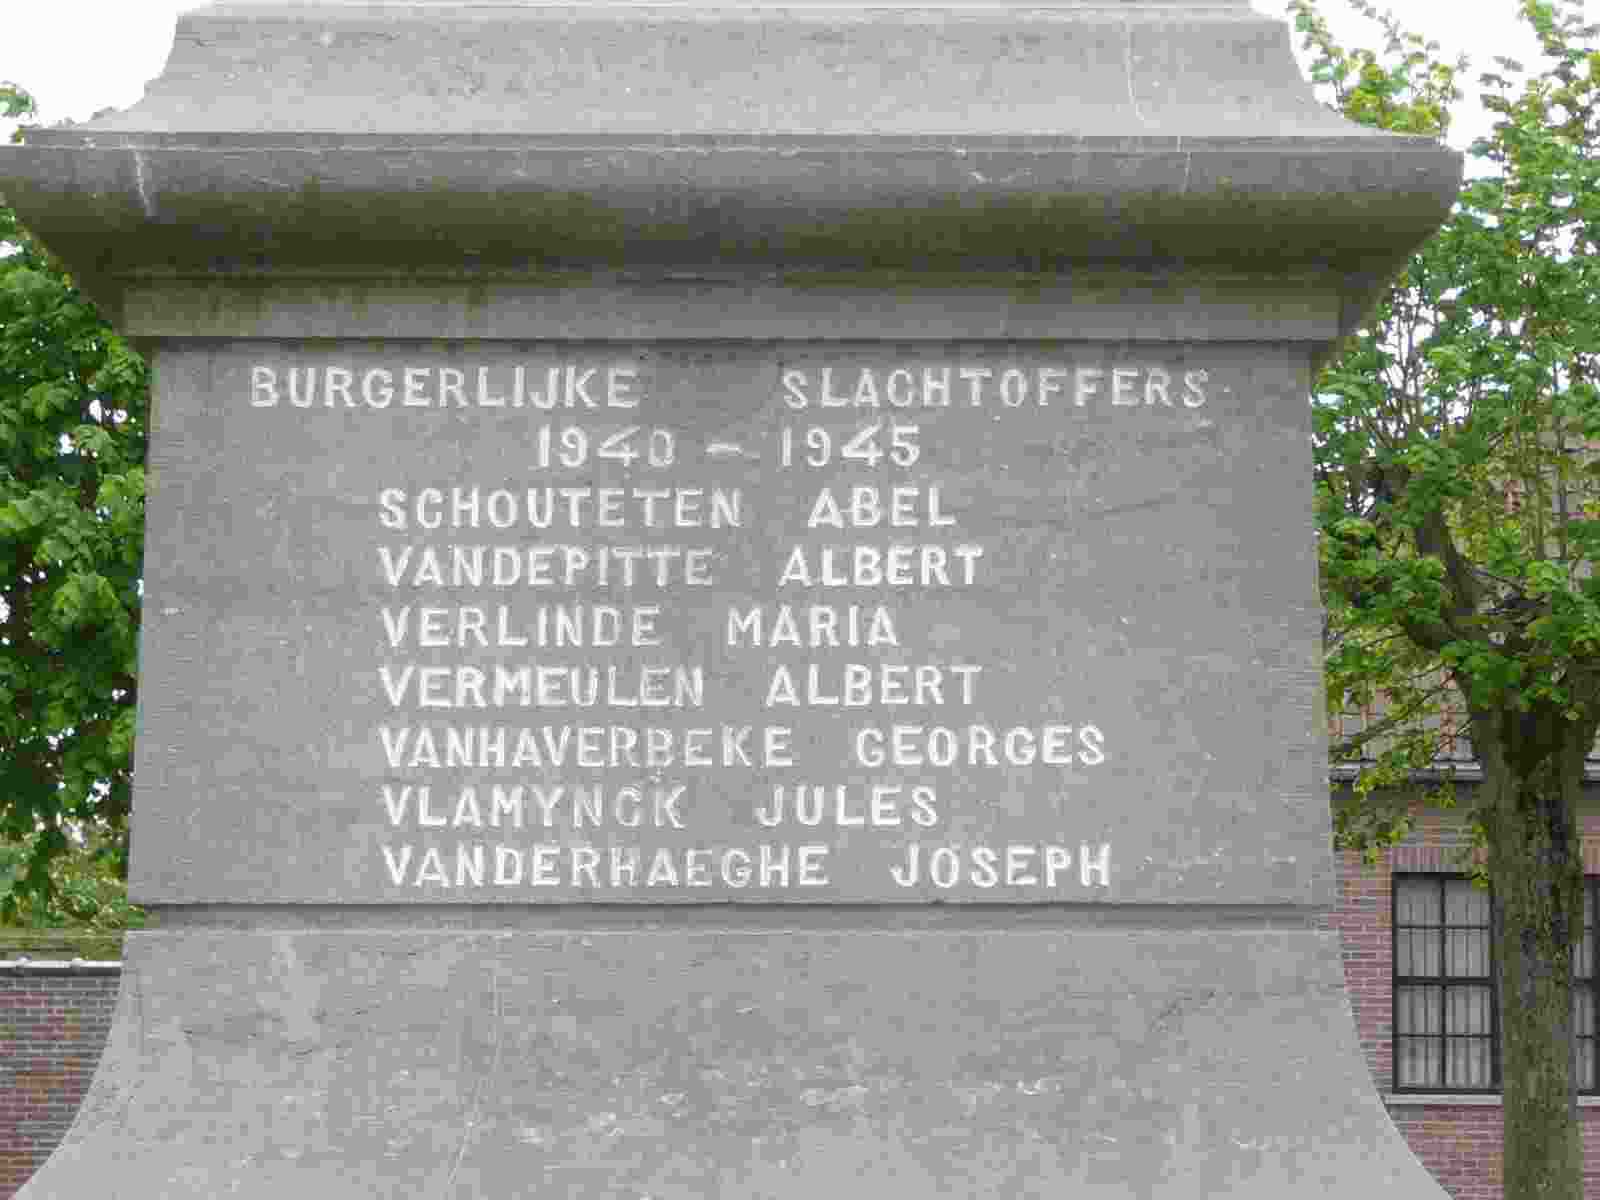 BURGERLIJKE SLACHTOFFERS
1940 - 1945
SCHOUTETEN ABEL
VANDEPITTE ALBERT
VERLINDE MARIA
VERMEULEN ALBERT
VANHAVERBEKE GEORGES
VLAMYNCK JULES
VANDERHAEGHE JOSEPH